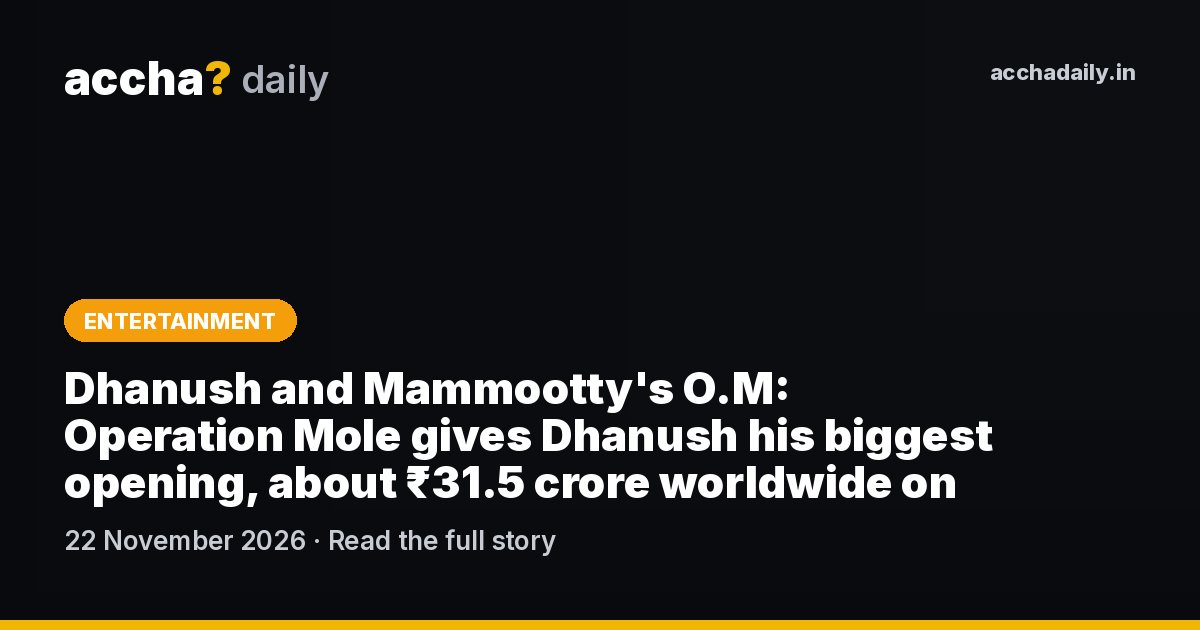 accha? daily
acchadaily.in
ENTERTAINMENT
Dhanush and Mammootty's O.M:
Operation Mole gives Dhanush his biggest
opening, about ₹31.5 crore worldwide on
22 November 2026 · Read the full story